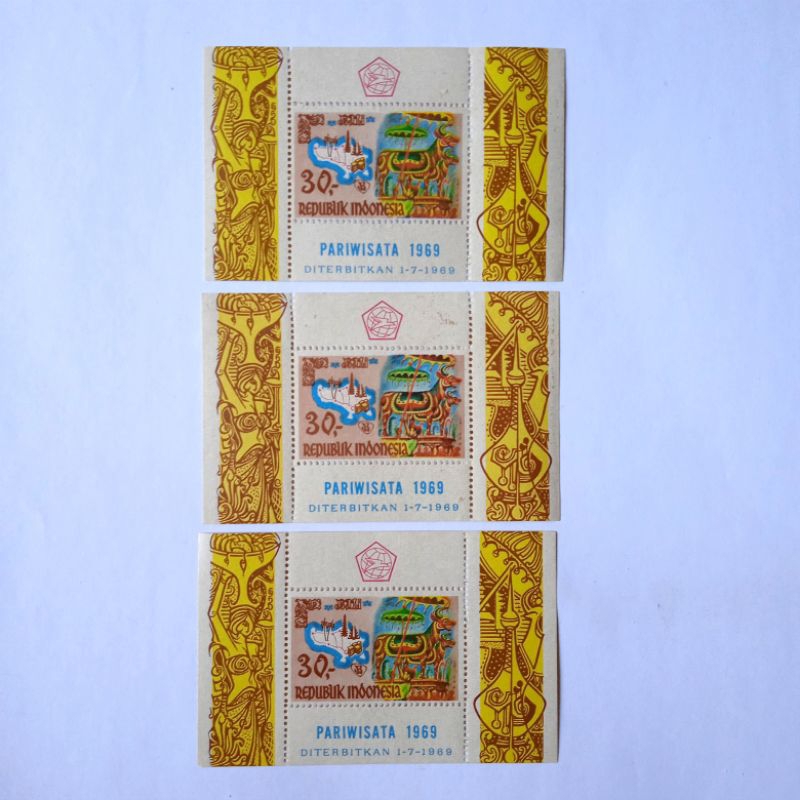 30,-
REPUBLIK INDONESIA
PARIWISATA 1969
DITERBITKAN 1-7-1969
30,-
REPUBLIK INDONESIA
PARIWISATA 1969
DITERBITKAN 1-7-1969
30,-
REPUBLIK INDONESIA
PARIWISATA 1969
DITERBITKAN 1-7-1969